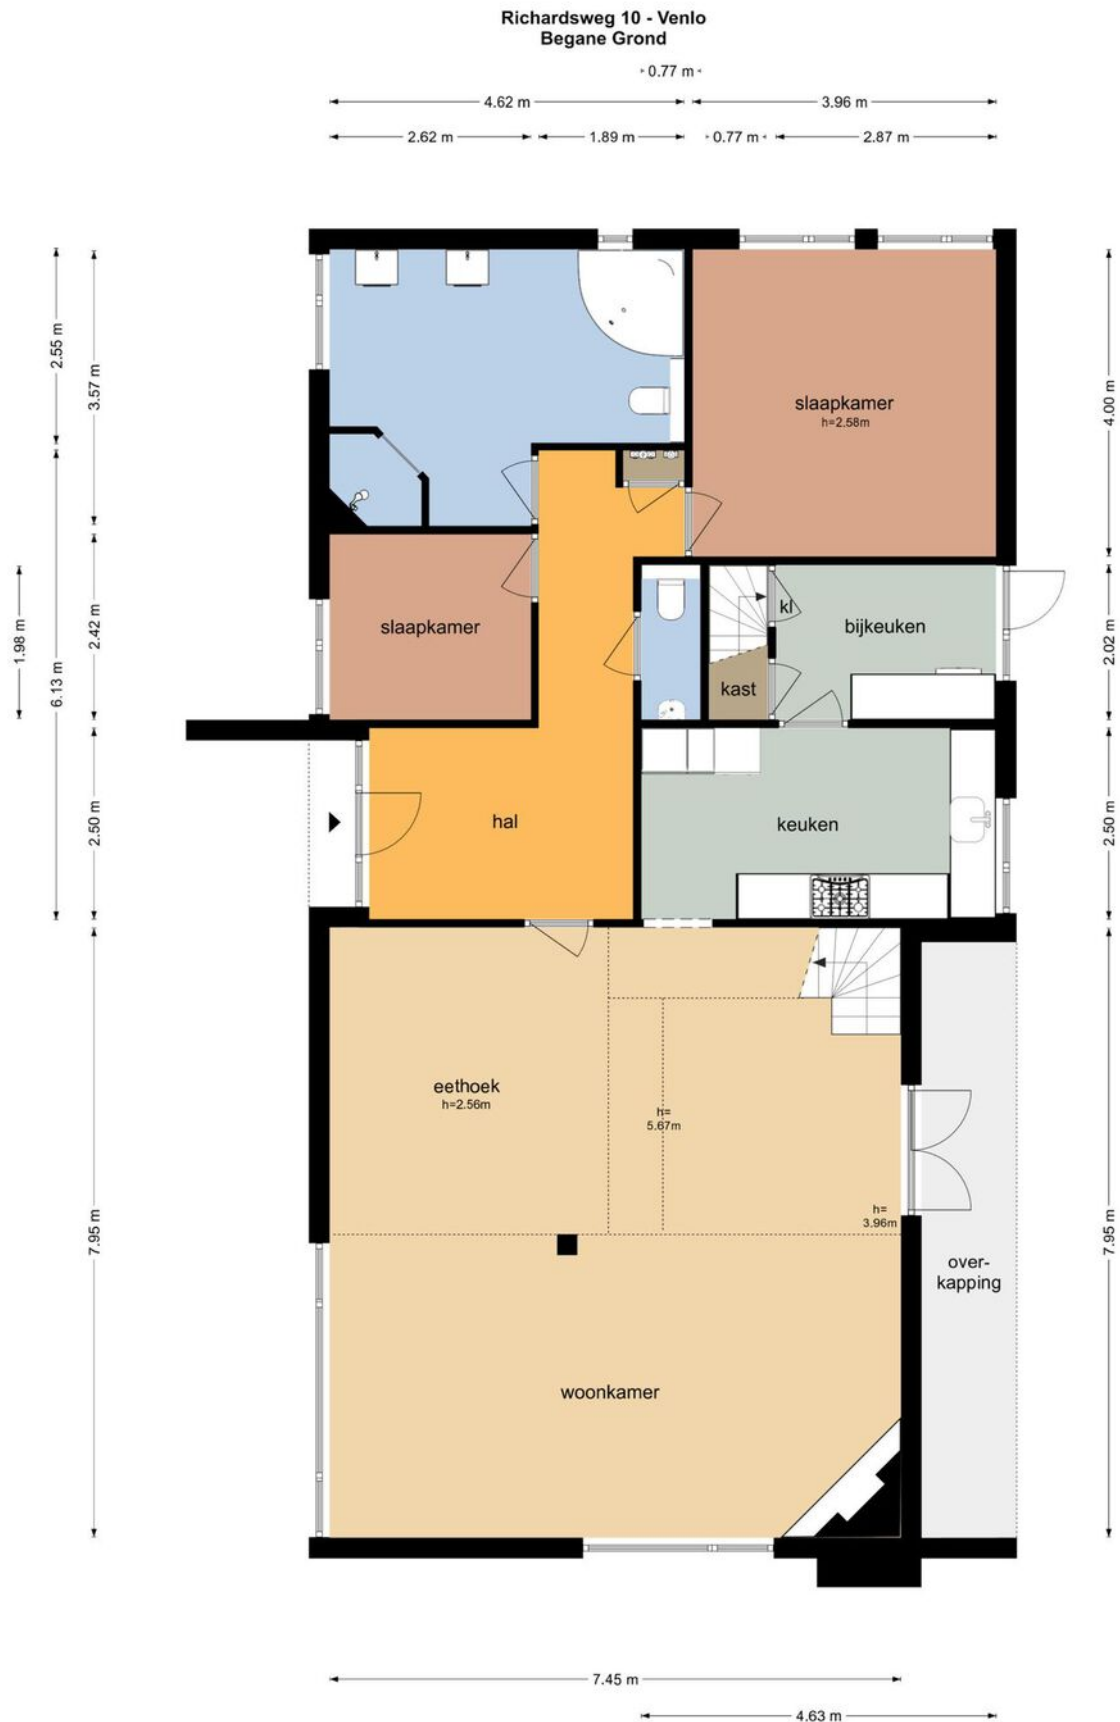 Richardsweg 10 - Venlo
Begane Grond
0.77 m
4.62 m
3.96 m
2.62 m
1.89 m
0.77 m
2.87 m
2.55 m
3.57 m
4.00 m
slaapkamer
h=2.58m
1.98 m
6.13 m
2.42 m
slaapkamer
kl
bijkeuken
kast
2.02 m
2.50 m
hal
keuken
2.50 m
eethoek
h=2.56m
h=
5.67m
h=
3.96m
7.95 m
over-
kapping
7.95 m
woonkamer
7.45 m
4.63 m